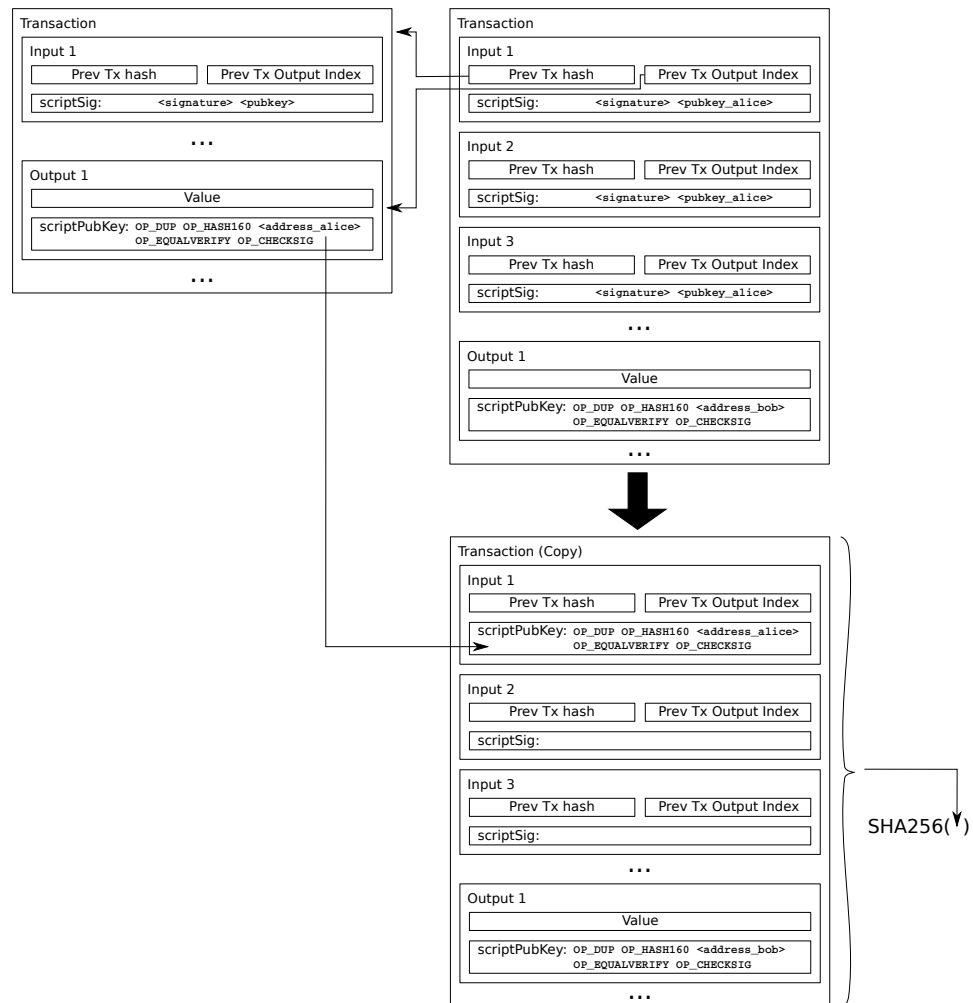 Transaction
Input 1
Prev Tx hash Prev Tx Output Index
scriptSig: <signature> <pubkey>
...
Output 1
Value
scriptPubKey: OP_DUP OP_HASH160 <address_alice>
OP_EQUALVERIFY OP_CHECKSIG
...
Transaction
Input 1
Prev Tx hash Prev Tx Output Index
scriptSig: <signature> <pubkey_alice>
Input 2
Prev Tx hash Prev Tx Output Index
scriptSig: <signature> <pubkey_alice>
Input 3
Prev Tx hash Prev Tx Output Index
scriptSig: <signature> <pubkey_alice>
...
Output 1
Value
scriptPubKey: OP_DUP OP_HASH160 <address_bob>
OP_EQUALVERIFY OP_CHECKSIG
...
Transaction (Copy)
Input 1
Prev Tx hash Prev Tx Output Index
scriptPubKey: OP_DUP OP_HASH160 <address_alice>
OP_EQUALVERIFY OP_CHECKSIG
Input 2
Prev Tx hash Prev Tx Output Index
scriptSig:
Input 3
Prev Tx hash Prev Tx Output Index
scriptSig:
...
Output 1
Value
scriptPubKey: OP_DUP OP_HASH160 <address_bob>
OP_EQUALVERIFY OP_CHECKSIG
...
SHA256( )